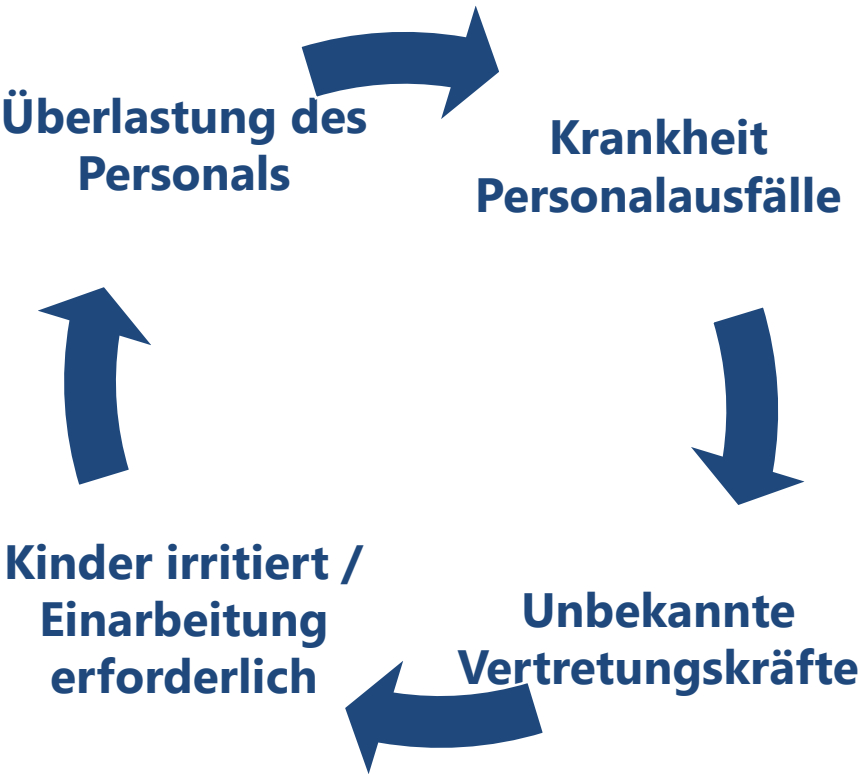 Überlastung des
Personals
Krankheit
Personalausfälle
Unbekannte
Vertretungskräfte
Kinder irritiert /
Einarbeitung
erforderlich